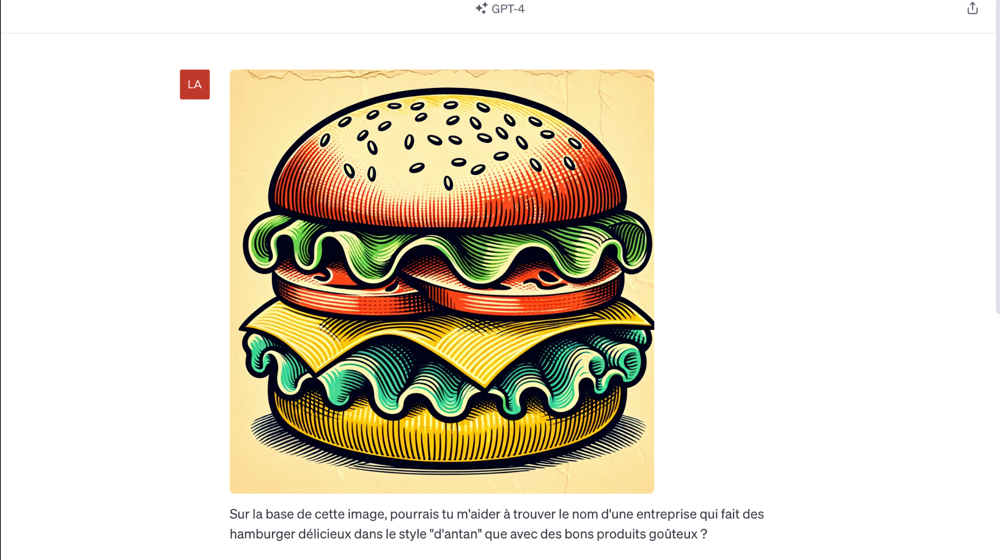 GPT-4
LA
Sur la base de cette image, pourrais tu m'aider à trouver le nom d'une entreprise qui fait des
hamburger délicieux dans le style "d'antan" que avec des bons produits goûteux ?